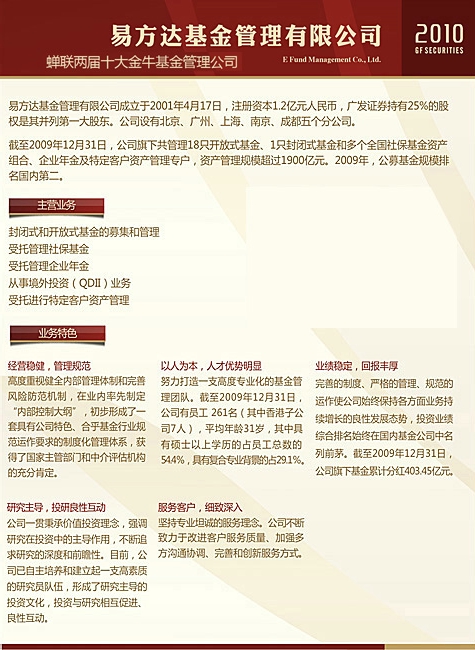 易方达基金管理有限公司
E Fund Management Co., Ltd.
蝉联两届十大金牛基金管理公司
2010
GF SECURITIES
易方达基金管理有限公司成立于2001年4月17日，注册资本1.2亿元人民币，广发证券持有25%的股
权是其并列第一大股东。公司设有北京、广州、上海、南京、成都五个分公司。
截至2009年12月31日，公司旗下共管理18只开放式基金、1只封闭式基金和多个全国社保基金资产
组合、企业年金及特定客户资产管理专户，资产管理规模超过1900亿元。2009年，公募基金规模排
名国内第二。
主营业务
封闭式和开放式基金的募集和管理
受托管理社保基金
受托管理企业年金
从事境外投资（QDII）业务
受托进行特定客户资产管理
业务特色
经营稳健，管理规范
高度重视健全内部管理体制和完善
风险防范机制，在业内率先制定
“内部控制大纲”，初步形成了一
套具有公司特色、合乎基金行业规
范运作要求的制度化管理体系，获
得了国家主管部门和中介评估机构
的充分肯定。
以人为本，人才优势明显
努力打造一支高度专业化的基金管
理团队。截至2009年12月31日，
公司有员工 261名（其中香港子公
司7人），平均年龄31岁，其中具
有硕士以上学历的占员工总数的
54.4%，具有复合专业背景的占29.1%。
业绩稳定，回报丰厚
完善的制度、严格的管理、规范的
运作使公司始终保持各方面业务持
续增长的良性发展态势，投资业绩
综合排名始终在国内基金公司中名
列前茅。截至2009年12月31日，
公司旗下基金累计分红403.45亿元。
研究主导，投研良性互动
公司一贯秉承价值投资理念，强调
研究在投资中的主导作用，不断追
求研究的深度和前瞻性。目前，公
司已自主培养和建立起一支高素质
的研究员队伍，形成了研究主导的
投资文化，投资与研究相互促进、
良性互动。
服务客户，细致深入
坚持专业坦诚的服务理念。公司不断
致力于改进客户服务质量、加强多
方沟通协调、完善和创新服务方式。